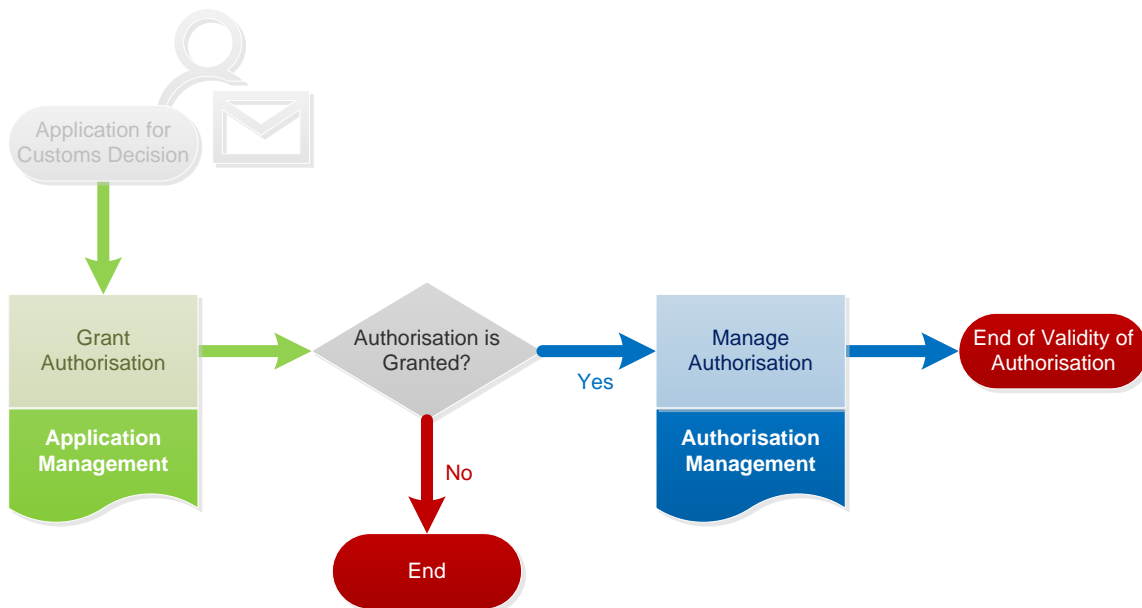 Application for
Customs Decision
Grant
Authorisation
Application
Management
Authorisation is
Granted?
Yes
No
End
Manage
Authorisation
Authorisation
Management
End of Validity of
Authorisation